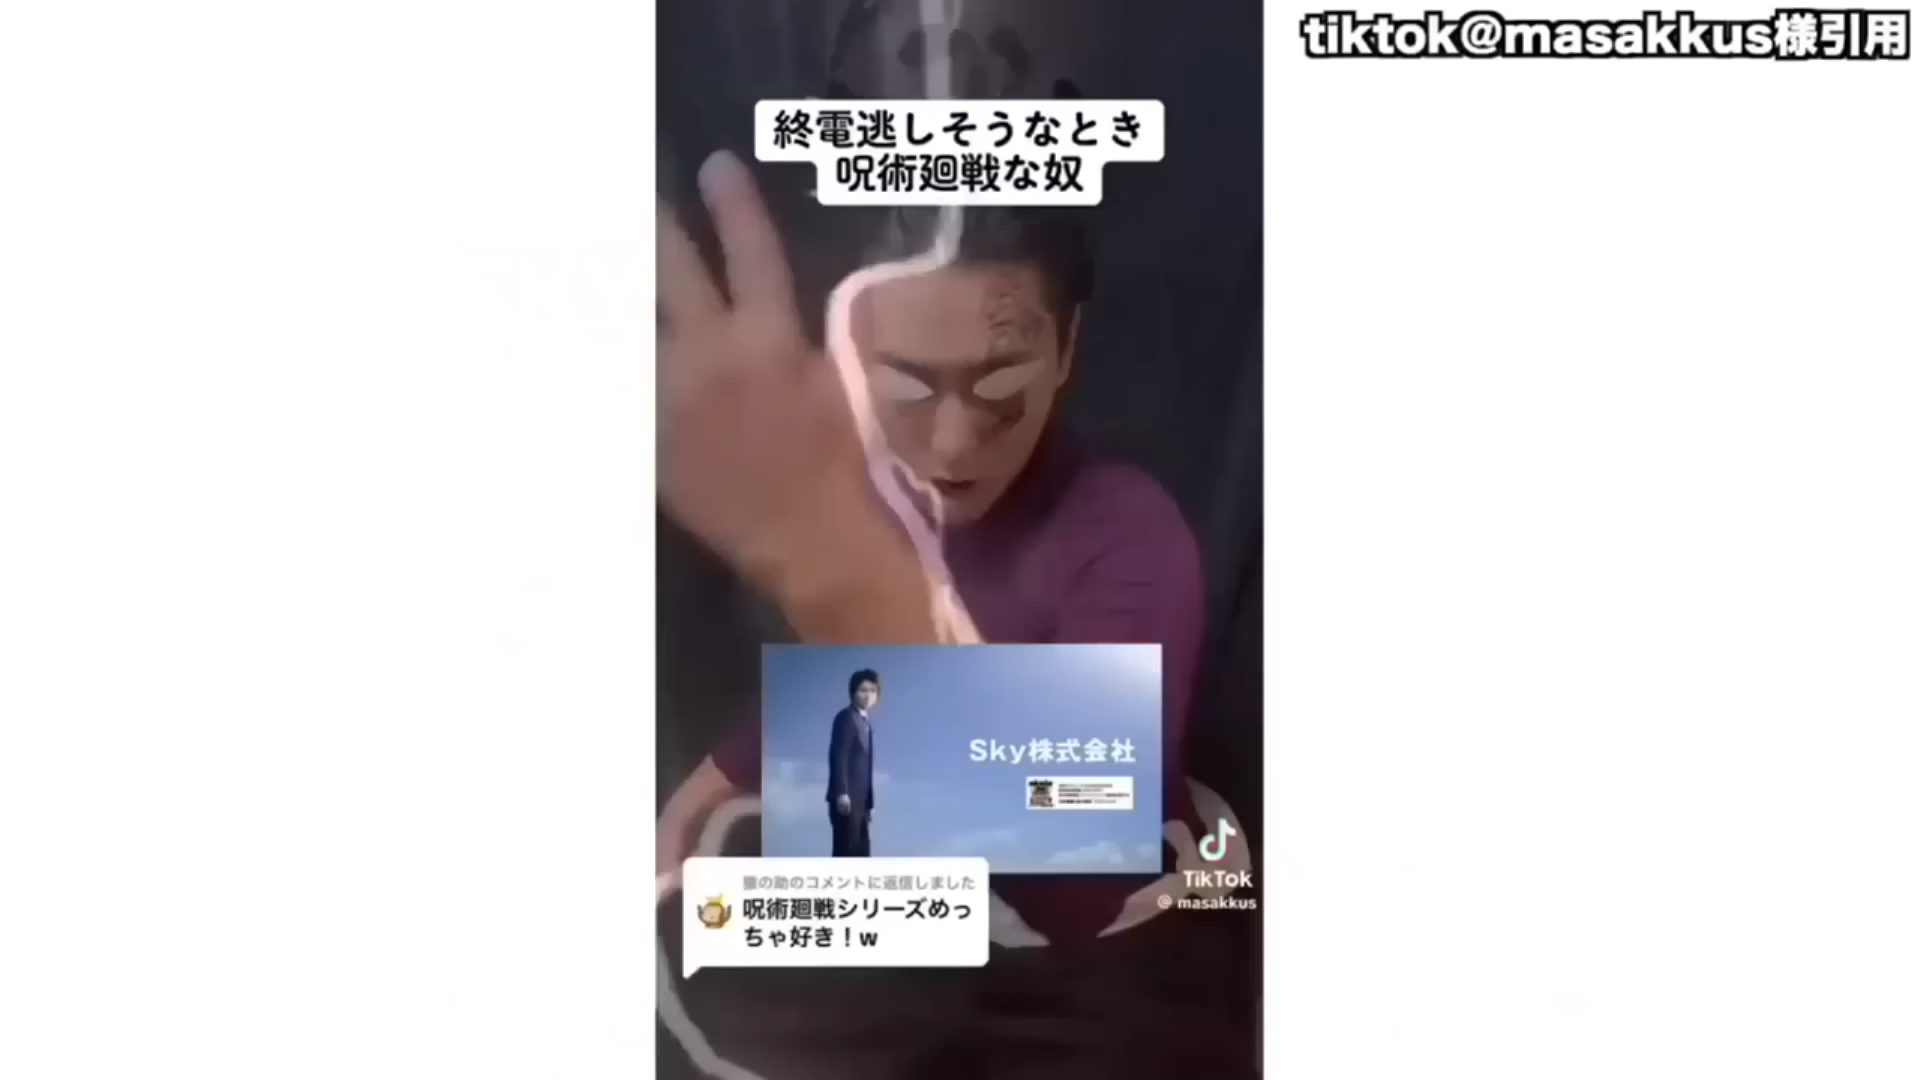 tiktok@masakkus様引用
終電逃しそうなとき
呪術廻戦な奴
Sky株式会社
猿の助のコメントに返信しました
呪術廻戦シリーズめっ
ちゃ好き!w
TikTok
@ masakkus